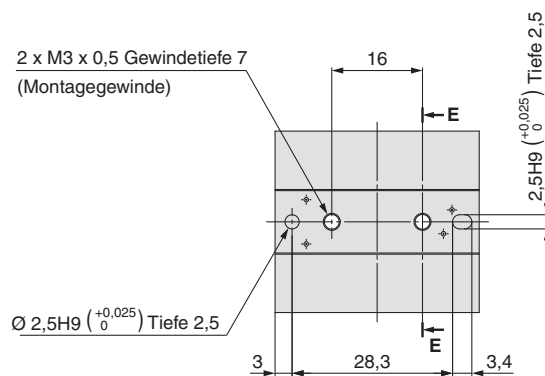 2 x M3 x 0,5 Gewindetiefe 7
(Montagegewinde)
16
E
2,5H9 (+0,025 0) Tiefe 2,5
Ø 2,5H9 (+0,025 0) Tiefe 2,5
E
3
28,3
3,4